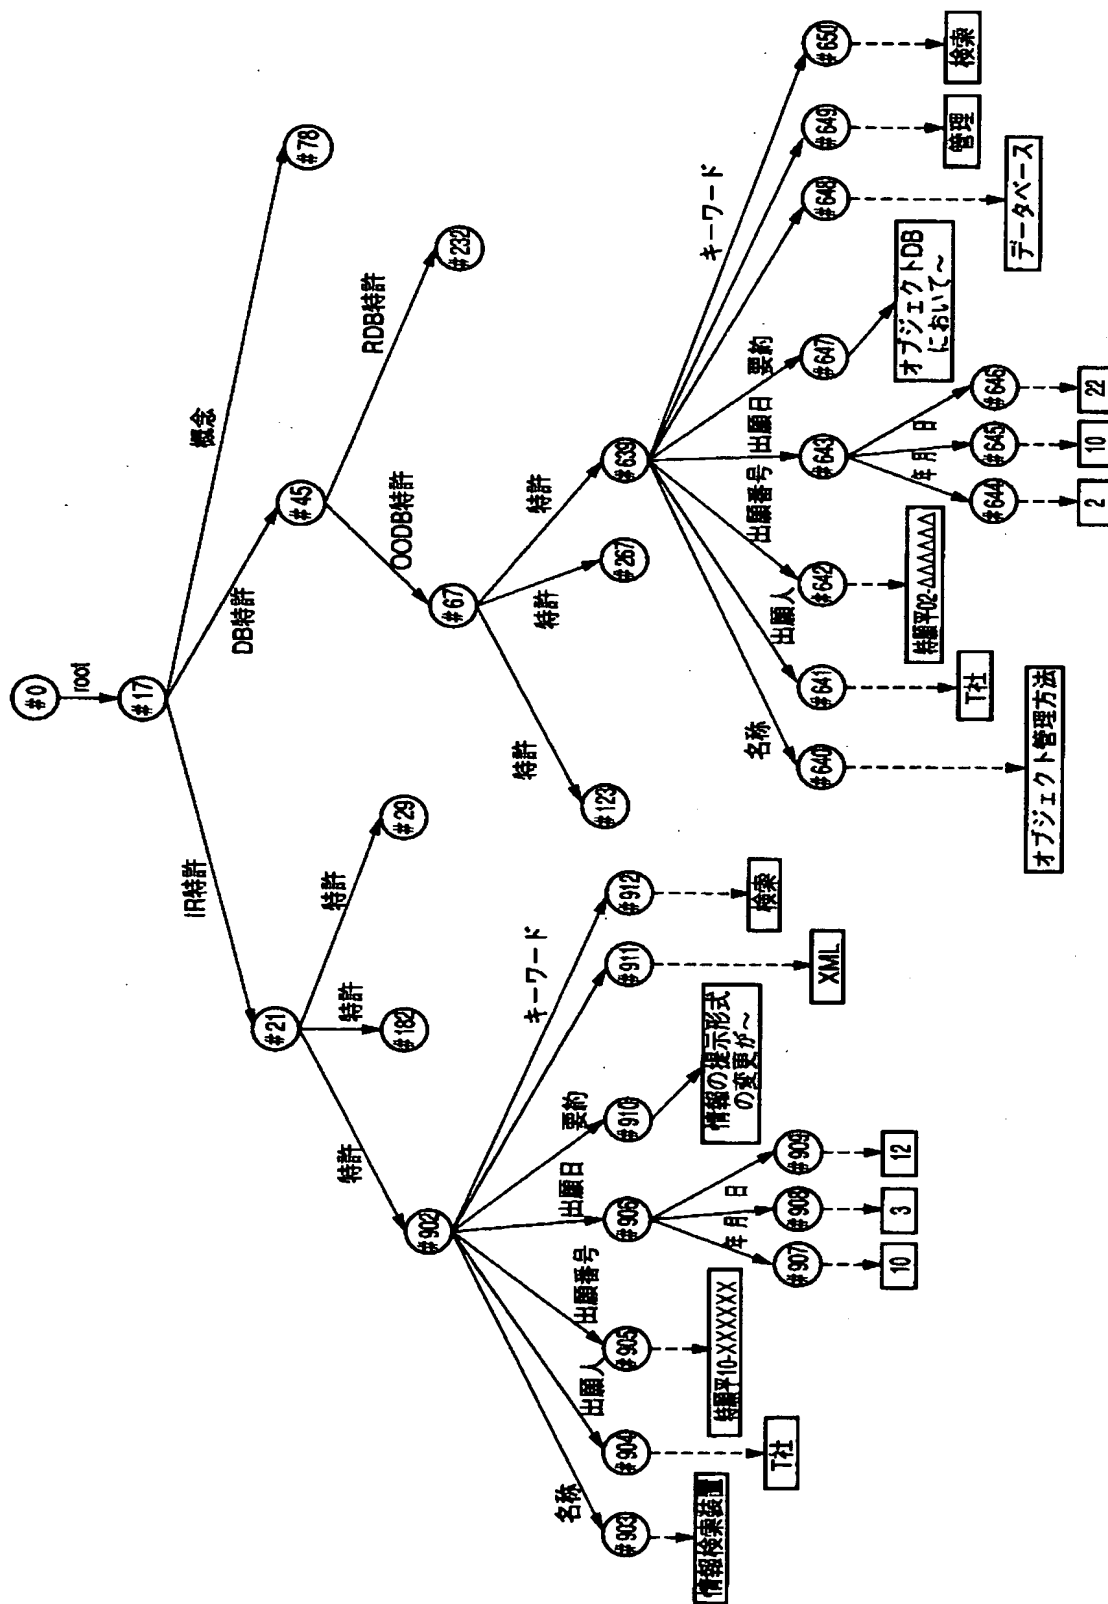 #0
root
#17
IR特許
DB特許
概念
#21
#45
#78
特許
特許
特許
OODB特許
RDB特許
#902
#182
#29
#67
#232
名称
出願人
出願番号
出願日
要約
キーワード
特許
特許
特許
#903
#904
#905
#906
#910
#911
#912
#123
#267
#639
情報検索装置
T社
特願平10-XXXXXX
年
月
日
情報の提示形式
の変更が~
XML
検索
#907
#908
#909
10
3
12
名称
出願人
出願番号
出願日
要約
キーワード
#640
#641
#642
#643
#647
#648
#649
#650
オブジェクト管理方法
T社
特願平02-ΔΔΔΔΔΔ
年
月
日
オブジェクトDB
において~
データベース
管理
検索
#644
#645
#646
2
10
22